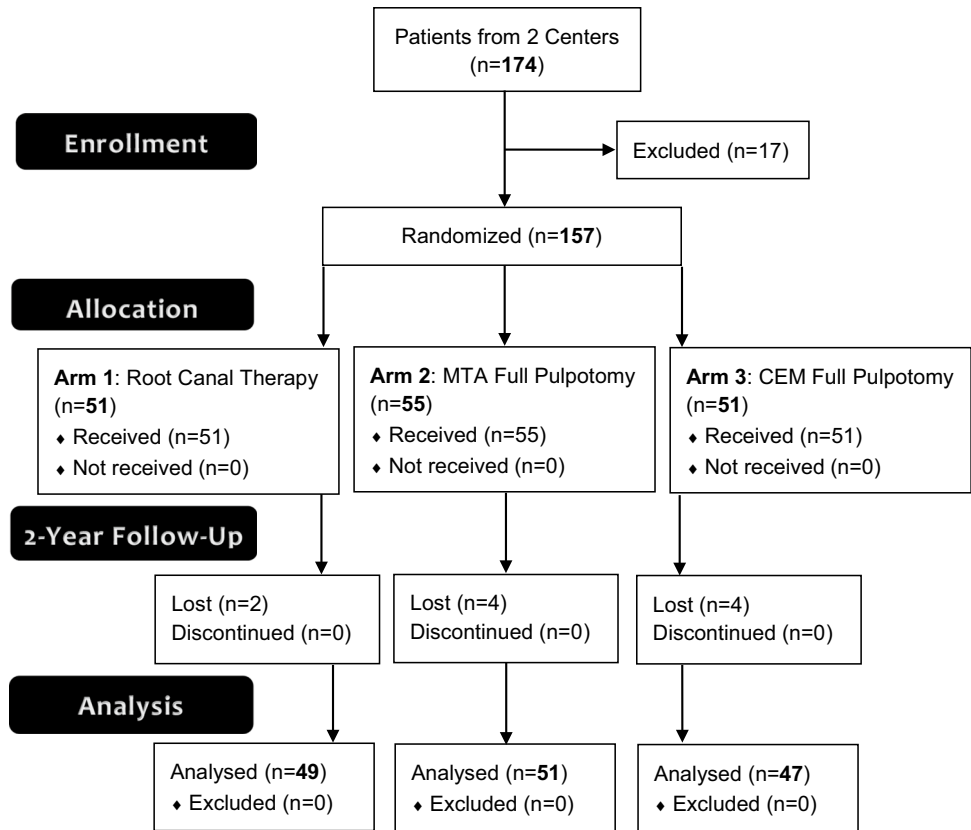 Patients from 2 Centers
(n=174)
Enrollment
Excluded (n=17)
Randomized (n=157)
Allocation
Arm 1: Root Canal Therapy
(n=51)
♦ Received (n=51)
♦ Not received (n=0)
Arm 2: MTA Full Pulpotomy
(n=55)
♦ Received (n=55)
♦ Not received (n=0)
Arm 3: CEM Full Pulpotomy
(n=51)
♦ Received (n=51)
♦ Not received (n=0)
2-Year Follow-Up
Lost (n=2)
Discontinued (n=0)
Lost (n=4)
Discontinued (n=0)
Lost (n=4)
Discontinued (n=0)
Analysis
Analysed (n=49)
♦ Excluded (n=0)
Analysed (n=51)
♦ Excluded (n=0)
Analysed (n=47)
♦ Excluded (n=0)